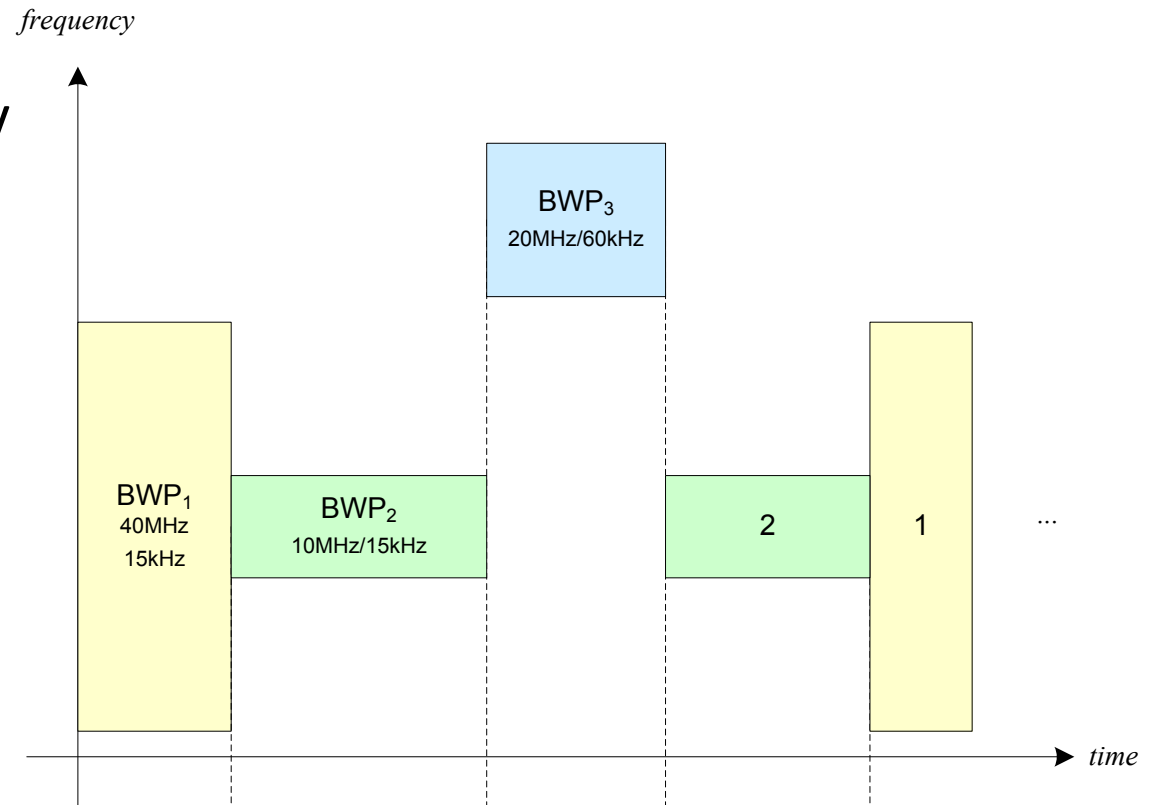 frequency
y
BWP₃
20MHz/60kHz
BWP₁
40MHz
15kHz
BWP₂
10MHz/15kHz
2
1
...
time